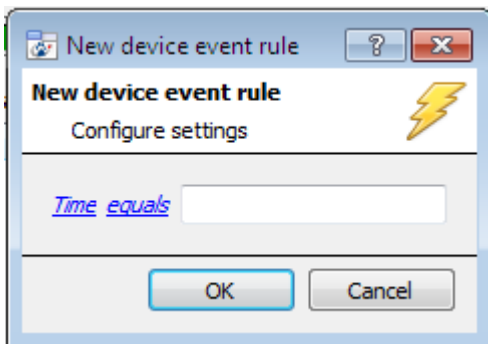 New device event rule
New device event rule
Configure settings
Time equals
OK Cancel